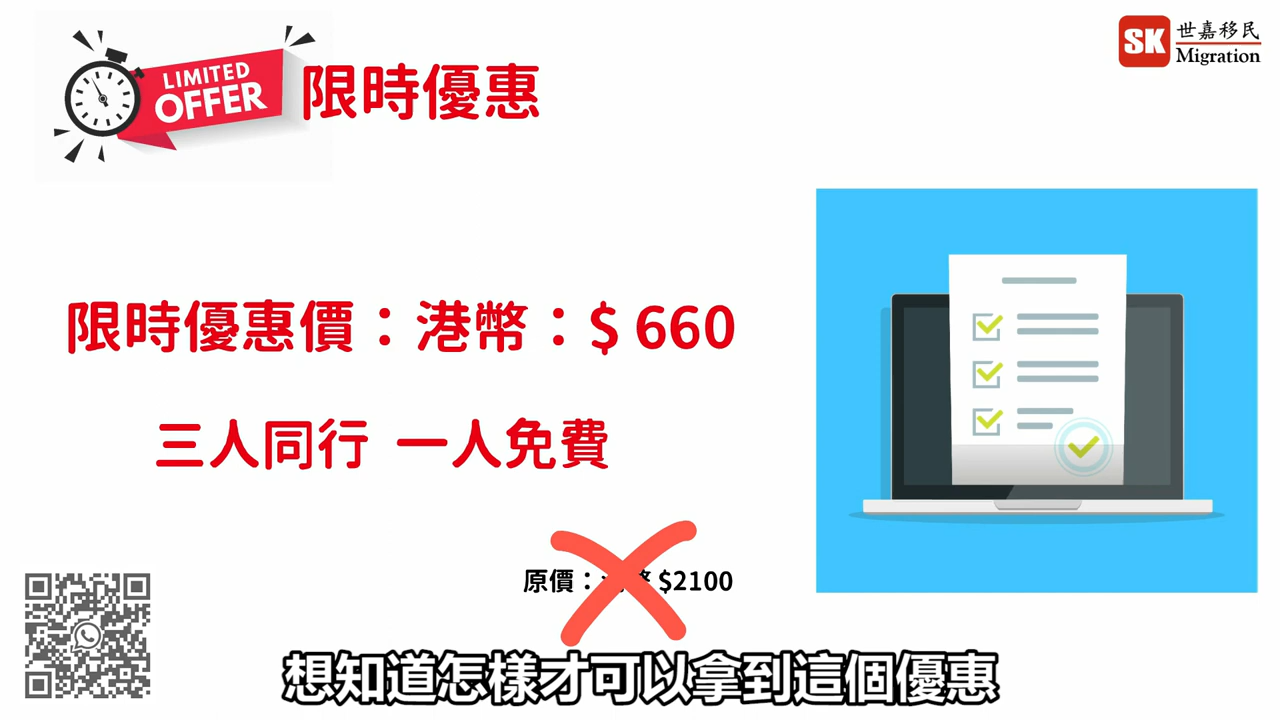 LIMITED
OFFER
限時優惠
SK
世嘉移民
Migration
限時優惠價：港幣：$ 660
三人同行 一人免費
原價： $2100
想知道怎樣才可以拿到這個優惠